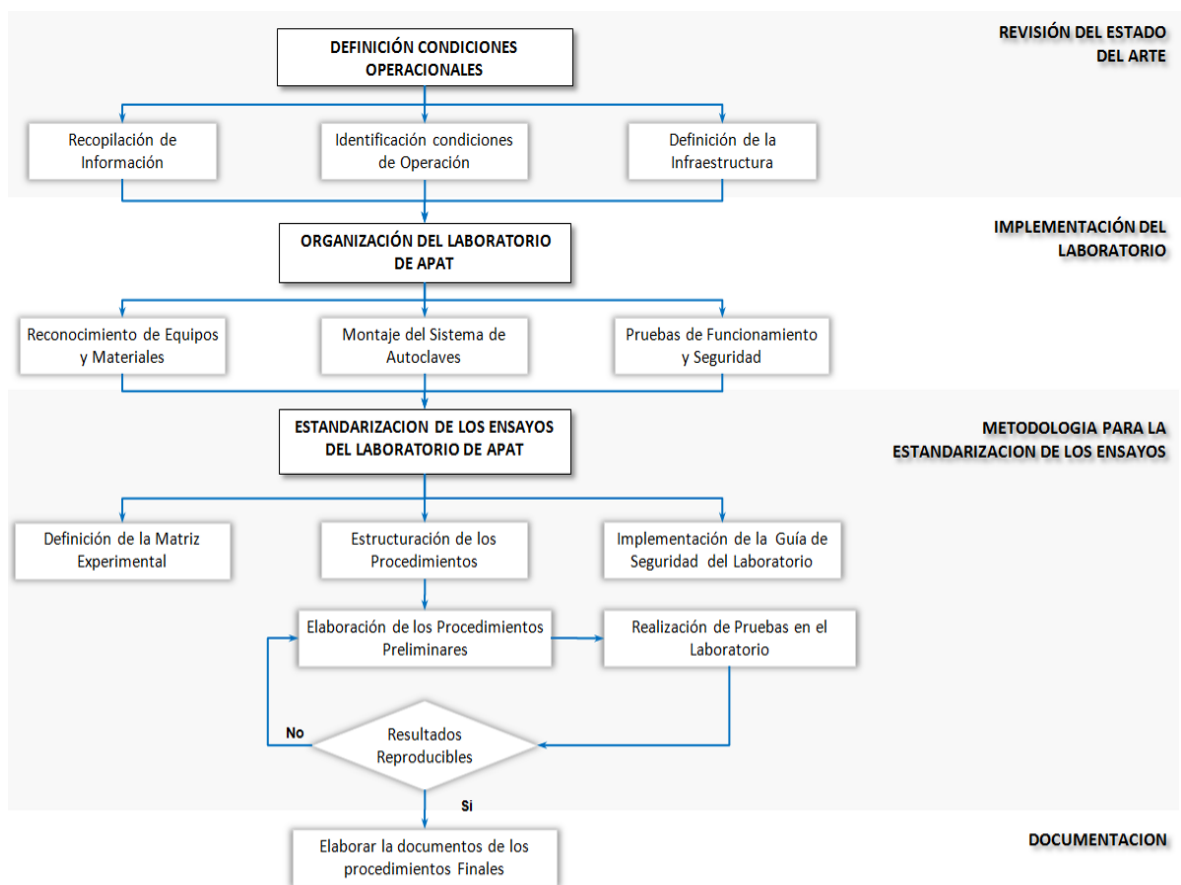 REVISIÓN DEL ESTADO
DEL ARTE
DEFINICIÓN CONDICIONES
OPERACIONALES
Recopilación de
Información
Identificación condiciones
de Operación
Definición de la
Infraestructura
IMPLEMENTACIÓN DEL
LABORATORIO
ORGANIZACIÓN DEL LABORATORIO
DE APAT
Reconocimiento de Equipos
y Materiales
Montaje del Sistema de
Autoclaves
Pruebas de Funcionamiento
y Seguridad
METODOLOGIA PARA LA
ESTANDARIZACION DE LOS ENSAYOS
ESTANDARIZACION DE LOS ENSAYOS
DEL LABORATORIO DE APAT
Definición de la Matriz
Experimental
Estructuración de los
Procedimientos
Implementación de la Guía de
Seguridad del Laboratorio
Elaboración de los Procedimientos
Preliminares
Realización de Pruebas en el
Laboratorio
No
Resultados
Reproducibles
Si
DOCUMENTACION
Elaborar la documentos de los
procedimientos Finales